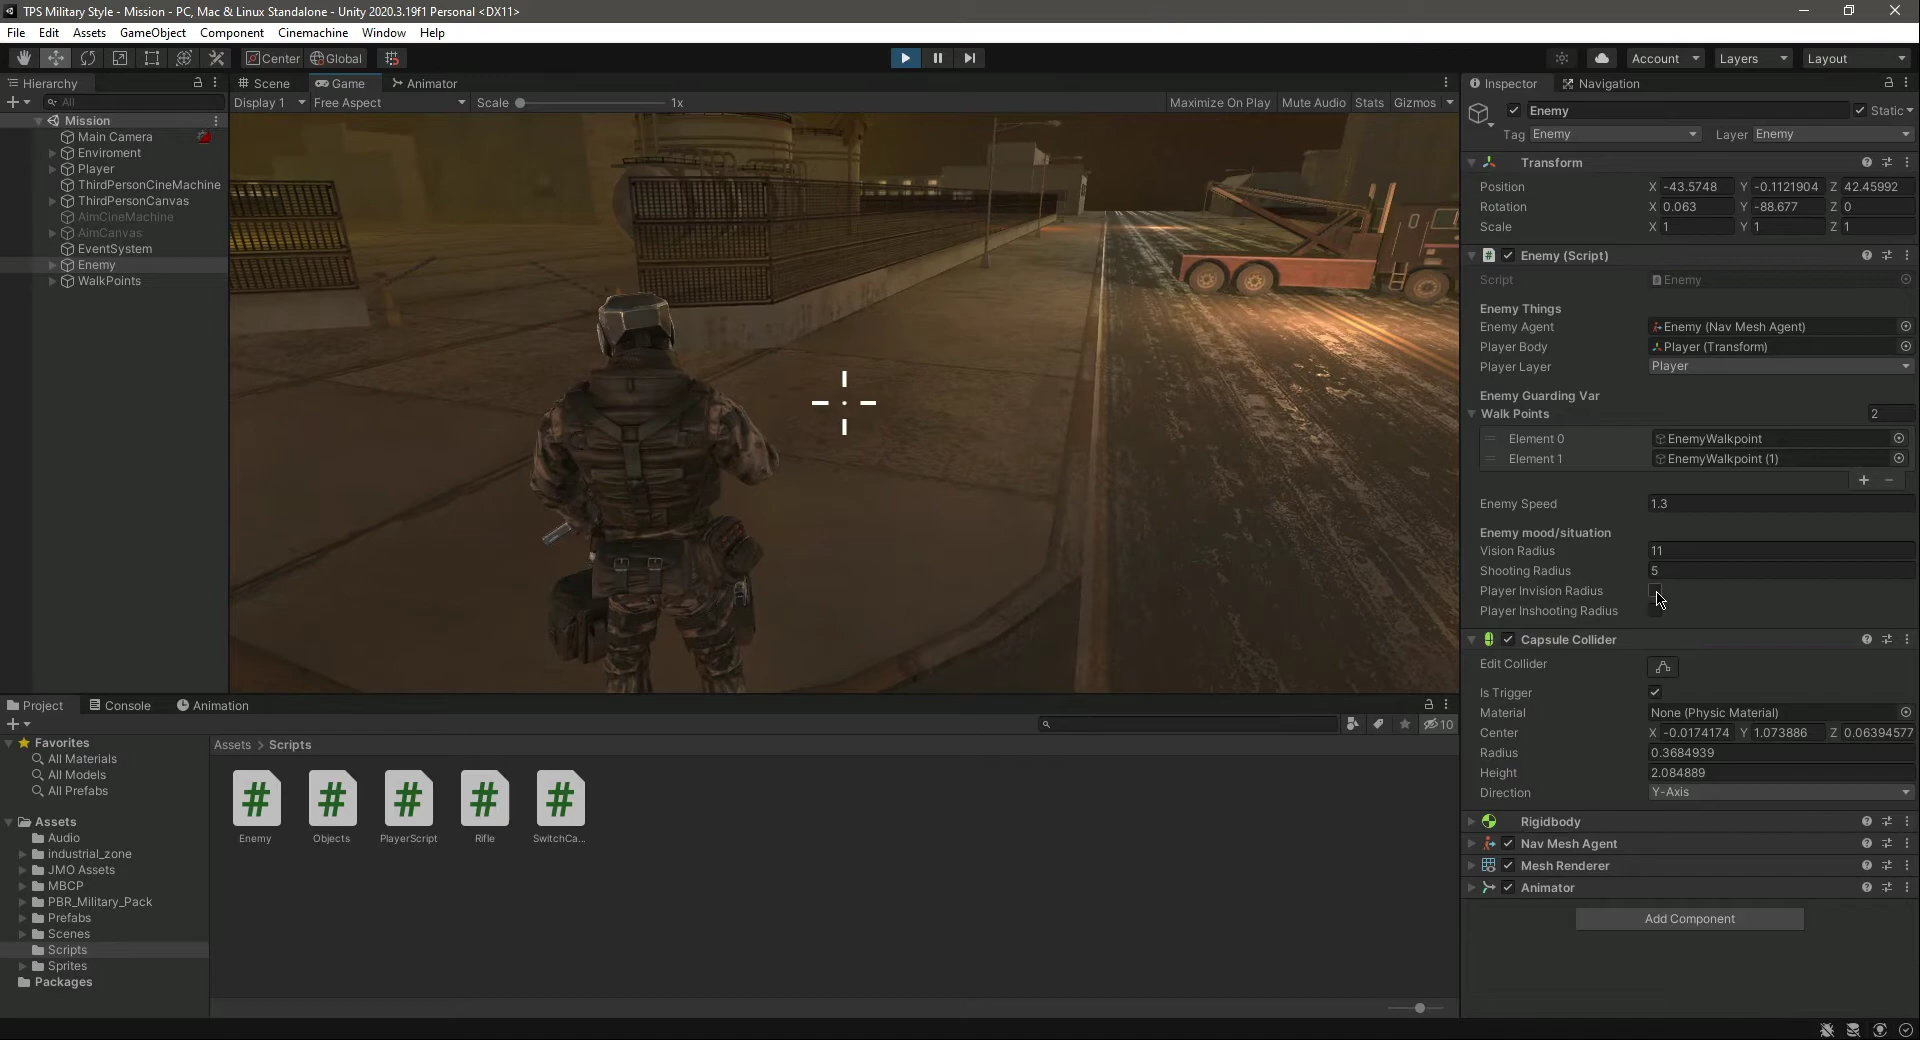 TPS Military Style - Mission - PC, Mac & Linux Standalone - Unity 2020.3.19f1 Personal <DX11>
File Edit Assets GameObject Component Cinemachine Window Help
Center Global Account Layers Layout
Hierarchy
All
Mission
Main Camera
Enviroment
Player
ThirdPersonCineMachine
ThirdPersonCanvas
AimCineMachine
AimCanvas
EventSystem
Enemy
WalkPoints
Scene Game Animator
Display 1 Free Aspect Scale 1x Maximize On Play Mute Audio Stats Gizmos
Inspector Navigation
Enemy Static
Tag Enemy Layer Enemy
Transform
Position X -43.5748 Y -0.1121904 Z 42.45992
Rotation X 0.063 Y -88.677 Z 0
Scale X 1 Y 1 Z 1
# Enemy (Script)
Script Enemy
Enemy Things
Enemy Agent Enemy (Nav Mesh Agent)
Player Body Player (Transform)
Player Layer Player
Enemy Guarding Var
Walk Points 2
Element 0 EnemyWalkpoint
Element 1 EnemyWalkpoint (1)
+ -
Enemy Speed 1.3
Enemy mood/situation
Vision Radius 11
Shooting Radius 5
Player Invision Radius
Player Inshooting Radius
Capsule Collider
Edit Collider
Is Trigger
Material None (Physic Material)
Center X -0.0174174 Y 1.073886 Z 0.06394577
Radius 0.3684939
Height 2.084889
Direction Y-Axis
Rigidbody
Nav Mesh Agent
Mesh Renderer
Animator
Add Component
Project Console Animation
10
Favorites
All Materials
All Models
All Prefabs
Assets
Audio
industrial_zone
JMO Assets
MBCP
PBR_Military_Pack
Prefabs
Scenes
Scripts
Sprites
Packages
Assets > Scripts
# # # # #
Enemy Objects PlayerScript Rifle SwitchCa...